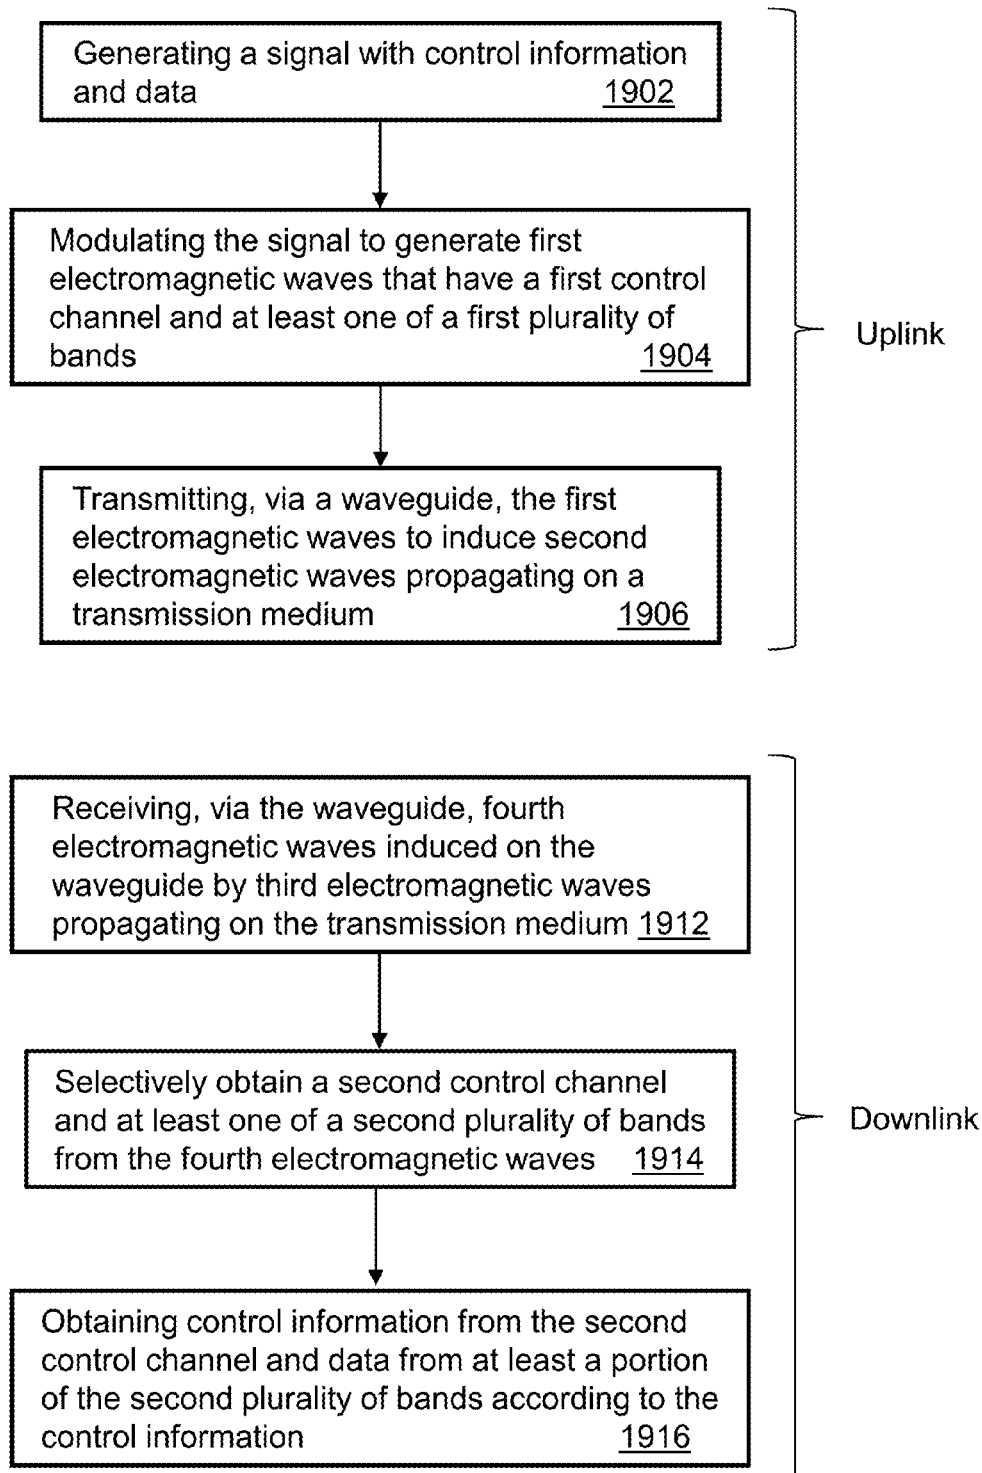 Generating a signal with control information
and data 1902
Modulating the signal to generate first
electromagnetic waves that have a first control
channel and at least one of a first plurality of
bands 1904
Uplink
Transmitting, via a waveguide, the first
electromagnetic waves to induce second
electromagnetic waves propagating on a
transmission medium 1906
Receiving, via the waveguide, fourth
electromagnetic waves induced on the
waveguide by third electromagnetic waves
propagating on the transmission medium 1912
Selectively obtain a second control channel
and at least one of a second plurality of bands
from the fourth electromagnetic waves 1914
Downlink
Obtaining control information from the second
control channel and data from at least a portion
of the second plurality of bands according to the
control information 1916